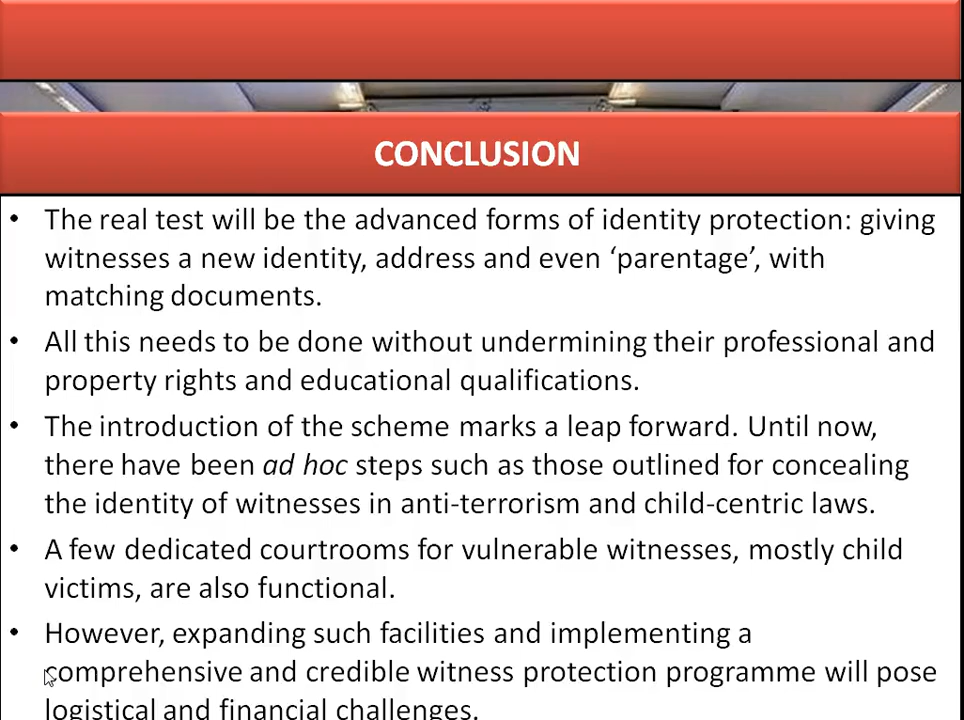 CONCLUSION
• The real test will be the advanced forms of identity protection: giving
witnesses a new identity, address and even ‘parentage’, with
matching documents.
• All this needs to be done without undermining their professional and
property rights and educational qualifications.
• The introduction of the scheme marks a leap forward. Until now,
there have been ad hoc steps such as those outlined for concealing
the identity of witnesses in anti-terrorism and child-centric laws.
• A few dedicated courtrooms for vulnerable witnesses, mostly child
victims, are also functional.
• However, expanding such facilities and implementing a
comprehensive and credible witness protection programme will pose
logistical and financial challenges.